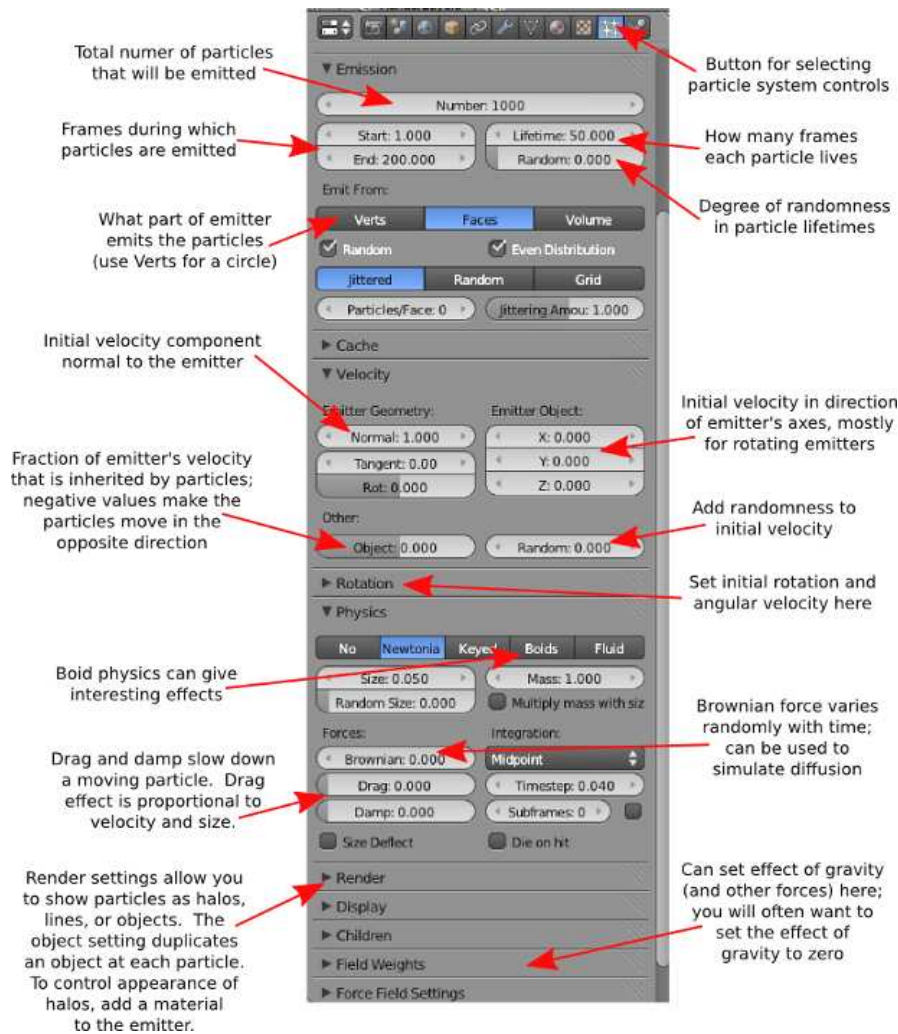 Total numer of particles
that will be emitted
Button for selecting
particle system controls
Emission
Number: 1000
Frames during which
particles are emitted
Start: 1.000
Lifetime: 50.000
End: 200.000
Random: 0.000
How many frames
each particle lives
Emit From:
Degree of randomness
in particle lifetimes
What part of emitter
emits the particles
(use Verts for a circle)
Verts Faces Volume
Random
Even Distribution
Jittered Random Grid
Particles/Face: 0
Jittering Amou: 1.000
Initial velocity component
normal to the emitter
Cache
Velocity
Emitter Geometry:
Emitter Object:
Normal: 1.000
X: 0.000
Tangent: 0.00
Y: 0.000
Rot: 0.000
Z: 0.000
Initial velocity in direction
of emitter's axes, mostly
for rotating emitters
Fraction of emitter's velocity
that is inherited by particles;
negative values make the
particles move in the
opposite direction
Other:
Object: 0.000
Random: 0.000
Add randomness to
initial velocity
Rotation
Set initial rotation and
angular velocity here
Physics
No Newtonia Keyed Boids Fluid
Boid physics can give
interesting effects
Size: 0.050
Mass: 1.000
Random Size: 0.000
Multiply mass with siz
Brownian force varies
randomly with time;
can be used to
simulate diffusion
Forces:
Integration:
Brownian: 0.000
Midpoint
Drag: 0.000
Timestep: 0.040
Damp: 0.000
Subframes: 0
Drag and damp slow down
a moving particle. Drag
effect is proportional to
velocity and size.
Size Deflect
Die on hit
Render
Display
Children
Field Weights
Force Field Settings
Render settings allow you
to show particles as halos,
lines, or objects. The
object setting duplicates
an object at each particle.
To control appearance of
halos, add a material
to the emitter.
Can set effect of gravity
(and other forces) here;
you will often want to
set the effect of
gravity to zero